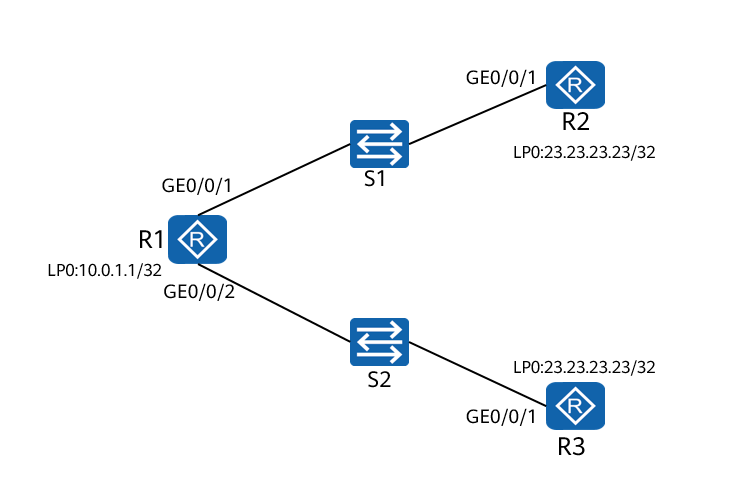 GE0/0/1
R
R2
LP0:23.23.23.23/32
S1
GE0/0/1
R1
R
LP0:10.0.1.1/32
GE0/0/2
S2
LP0:23.23.23.23/32
R
GE0/0/1
R3